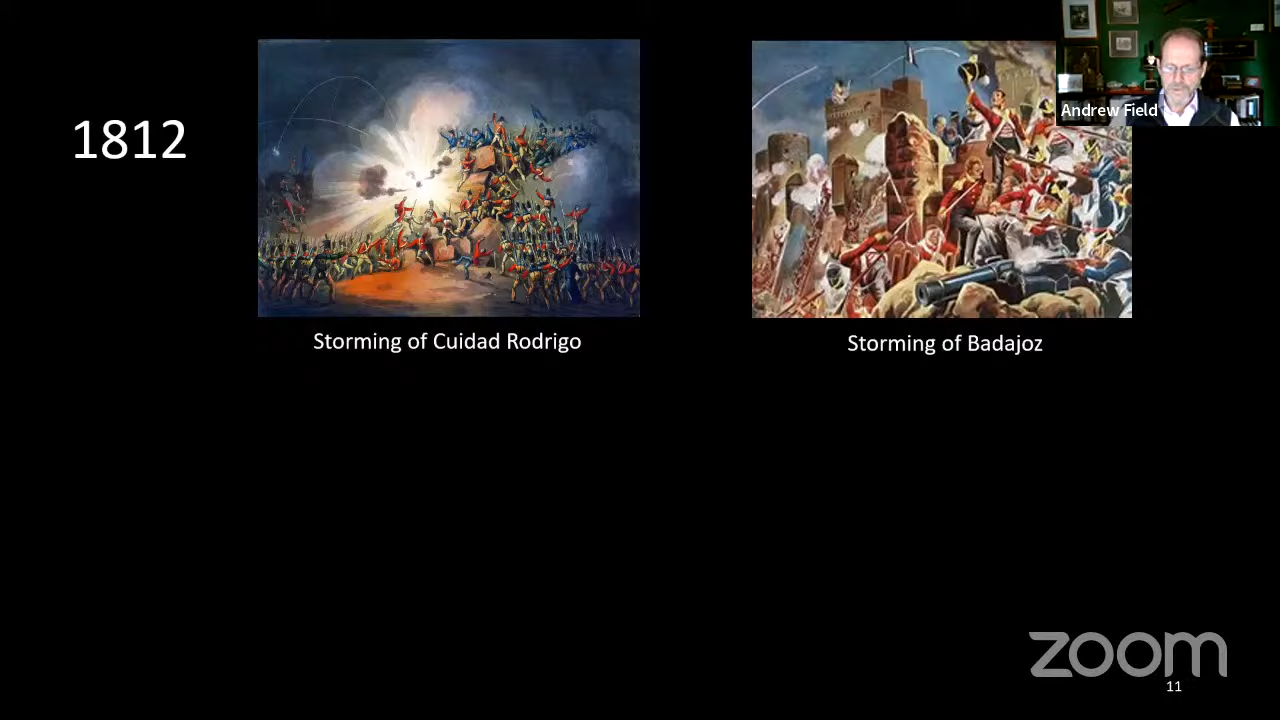 Andrew Field
1812
Storming of Cuidad Rodrigo
Storming of Badajoz
zoom
11